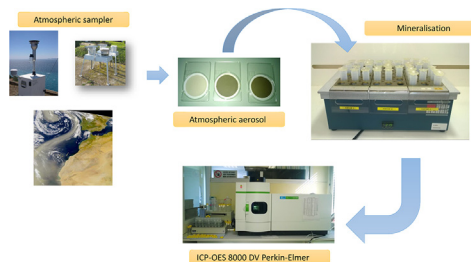 Atmospheric sampler
Mineralisation
Atmospheric aerosol
ICP-OES 8000 DV Perkin-Elmer